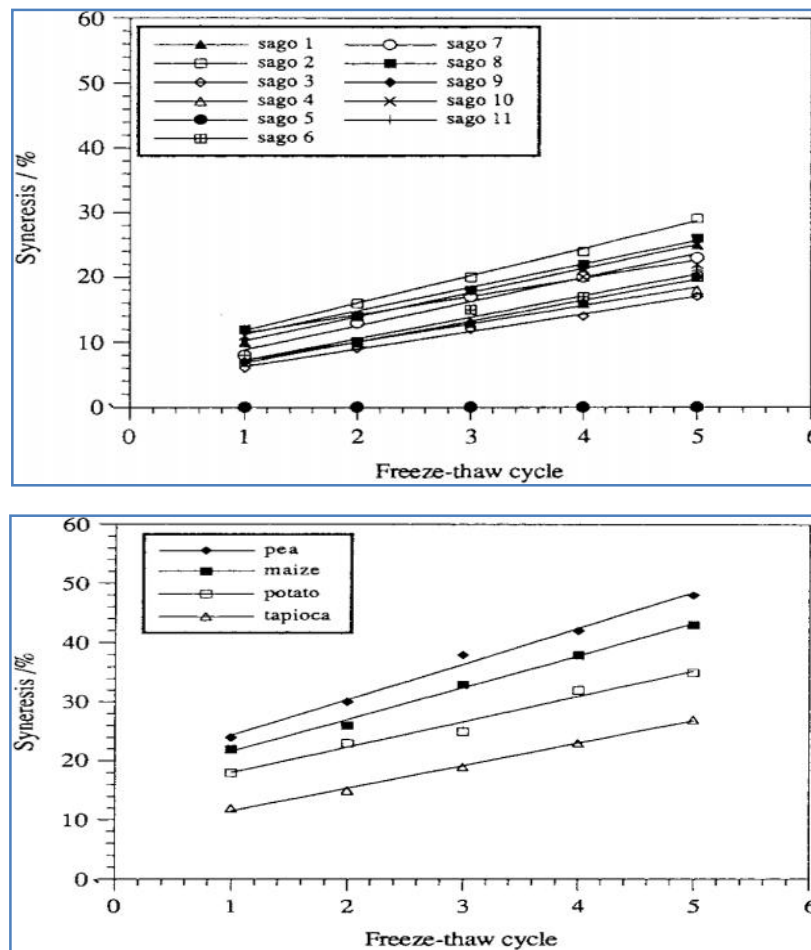 60
50
40
30
20
10
0
Syneresis / %
sago 1
sago 2
sago 3
sago 4
sago 5
sago 6
sago 7
sago 8
sago 9
sago 10
sago 11
0 1 2 3 4 5 6
Freeze-thaw cycle
60
50
40
30
20
10
0
Syneresis /%
pea
maize
potato
tapioca
0 1 2 3 4 5 6
Freeze-thaw cycle